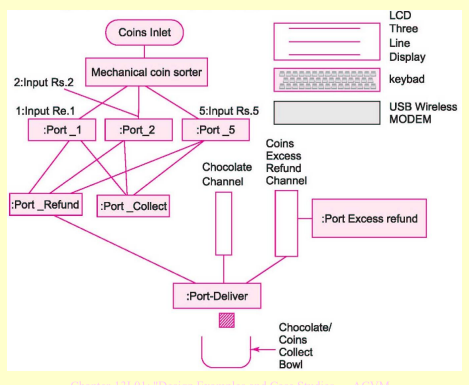 Coins Inlet
Mechanical coin sorter
2:Input Rs.2
1:Input Re.1
5:Input Rs.5
:Port _1
:Port_2
:Port _5
:Port _Refund
:Port _Collect
Chocolate
Channel
Coins
Excess
Refund
Channel
:Port Excess refund
:Port-Deliver
Chocolate/
Coins
Collect
Bowl
LCD
Three
Line
Display
keybad
USB Wireless
MODEM